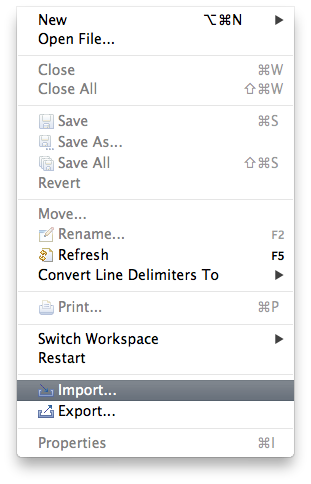 New ⌥⌘N ▶
Open File...
Close ⌘W
Close All ⇧⌘W
Save ⌘S
Save As...
Save All ⇧⌘W
Revert
Move...
Rename... F2
Refresh F5
Convert Line Delimiters To ▶
Print... ⌘P
Switch Workspace ▶
Restart
Import...
Export...
Properties ⌘I